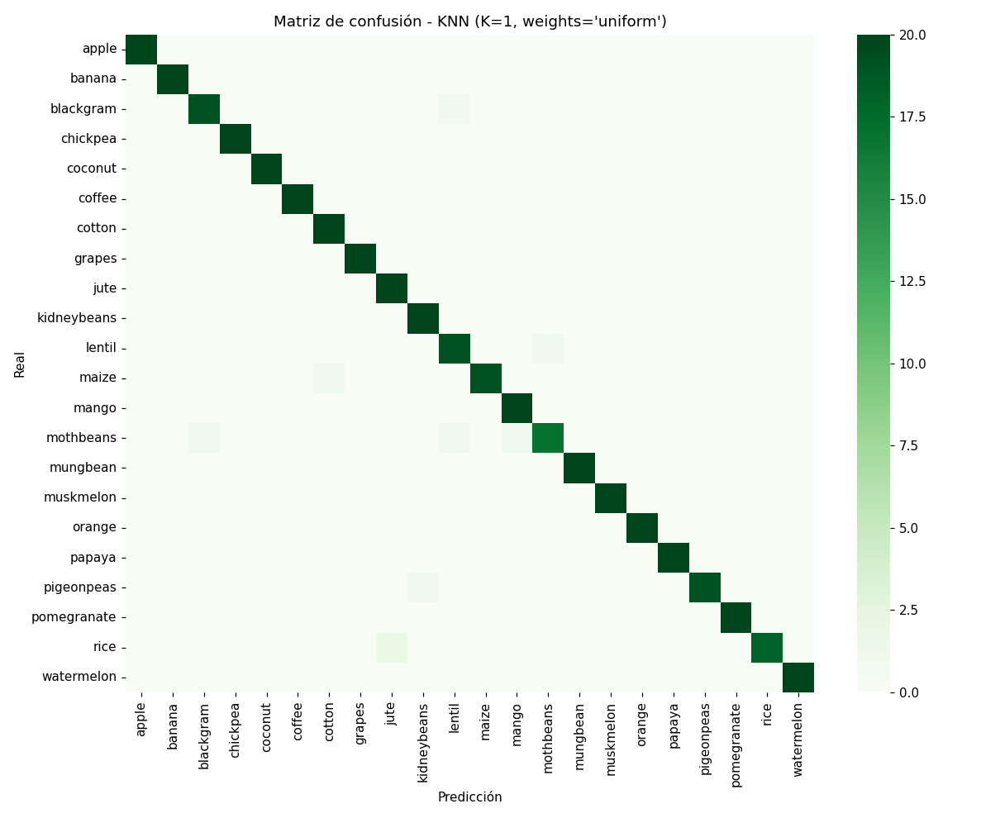 Matriz de confusión - KNN (K=1, weights='uniform')
Real
apple
banana
blackgram
chickpea
coconut
coffee
cotton
grapes
jute
kidneybeans
lentil
maize
mango
mothbeans
mungbean
muskmelon
orange
papaya
pigeonpeas
pomegranate
rice
watermelon
apple
banana
blackgram
chickpea
coconut
coffee
cotton
grapes
jute
kidneybeans
lentil
maize
mango
mothbeans
mungbean
muskmelon
orange
papaya
pigeonpeas
pomegranate
rice
watermelon
Predicción
20.0
17.5
15.0
12.5
10.0
7.5
5.0
2.5
0.0